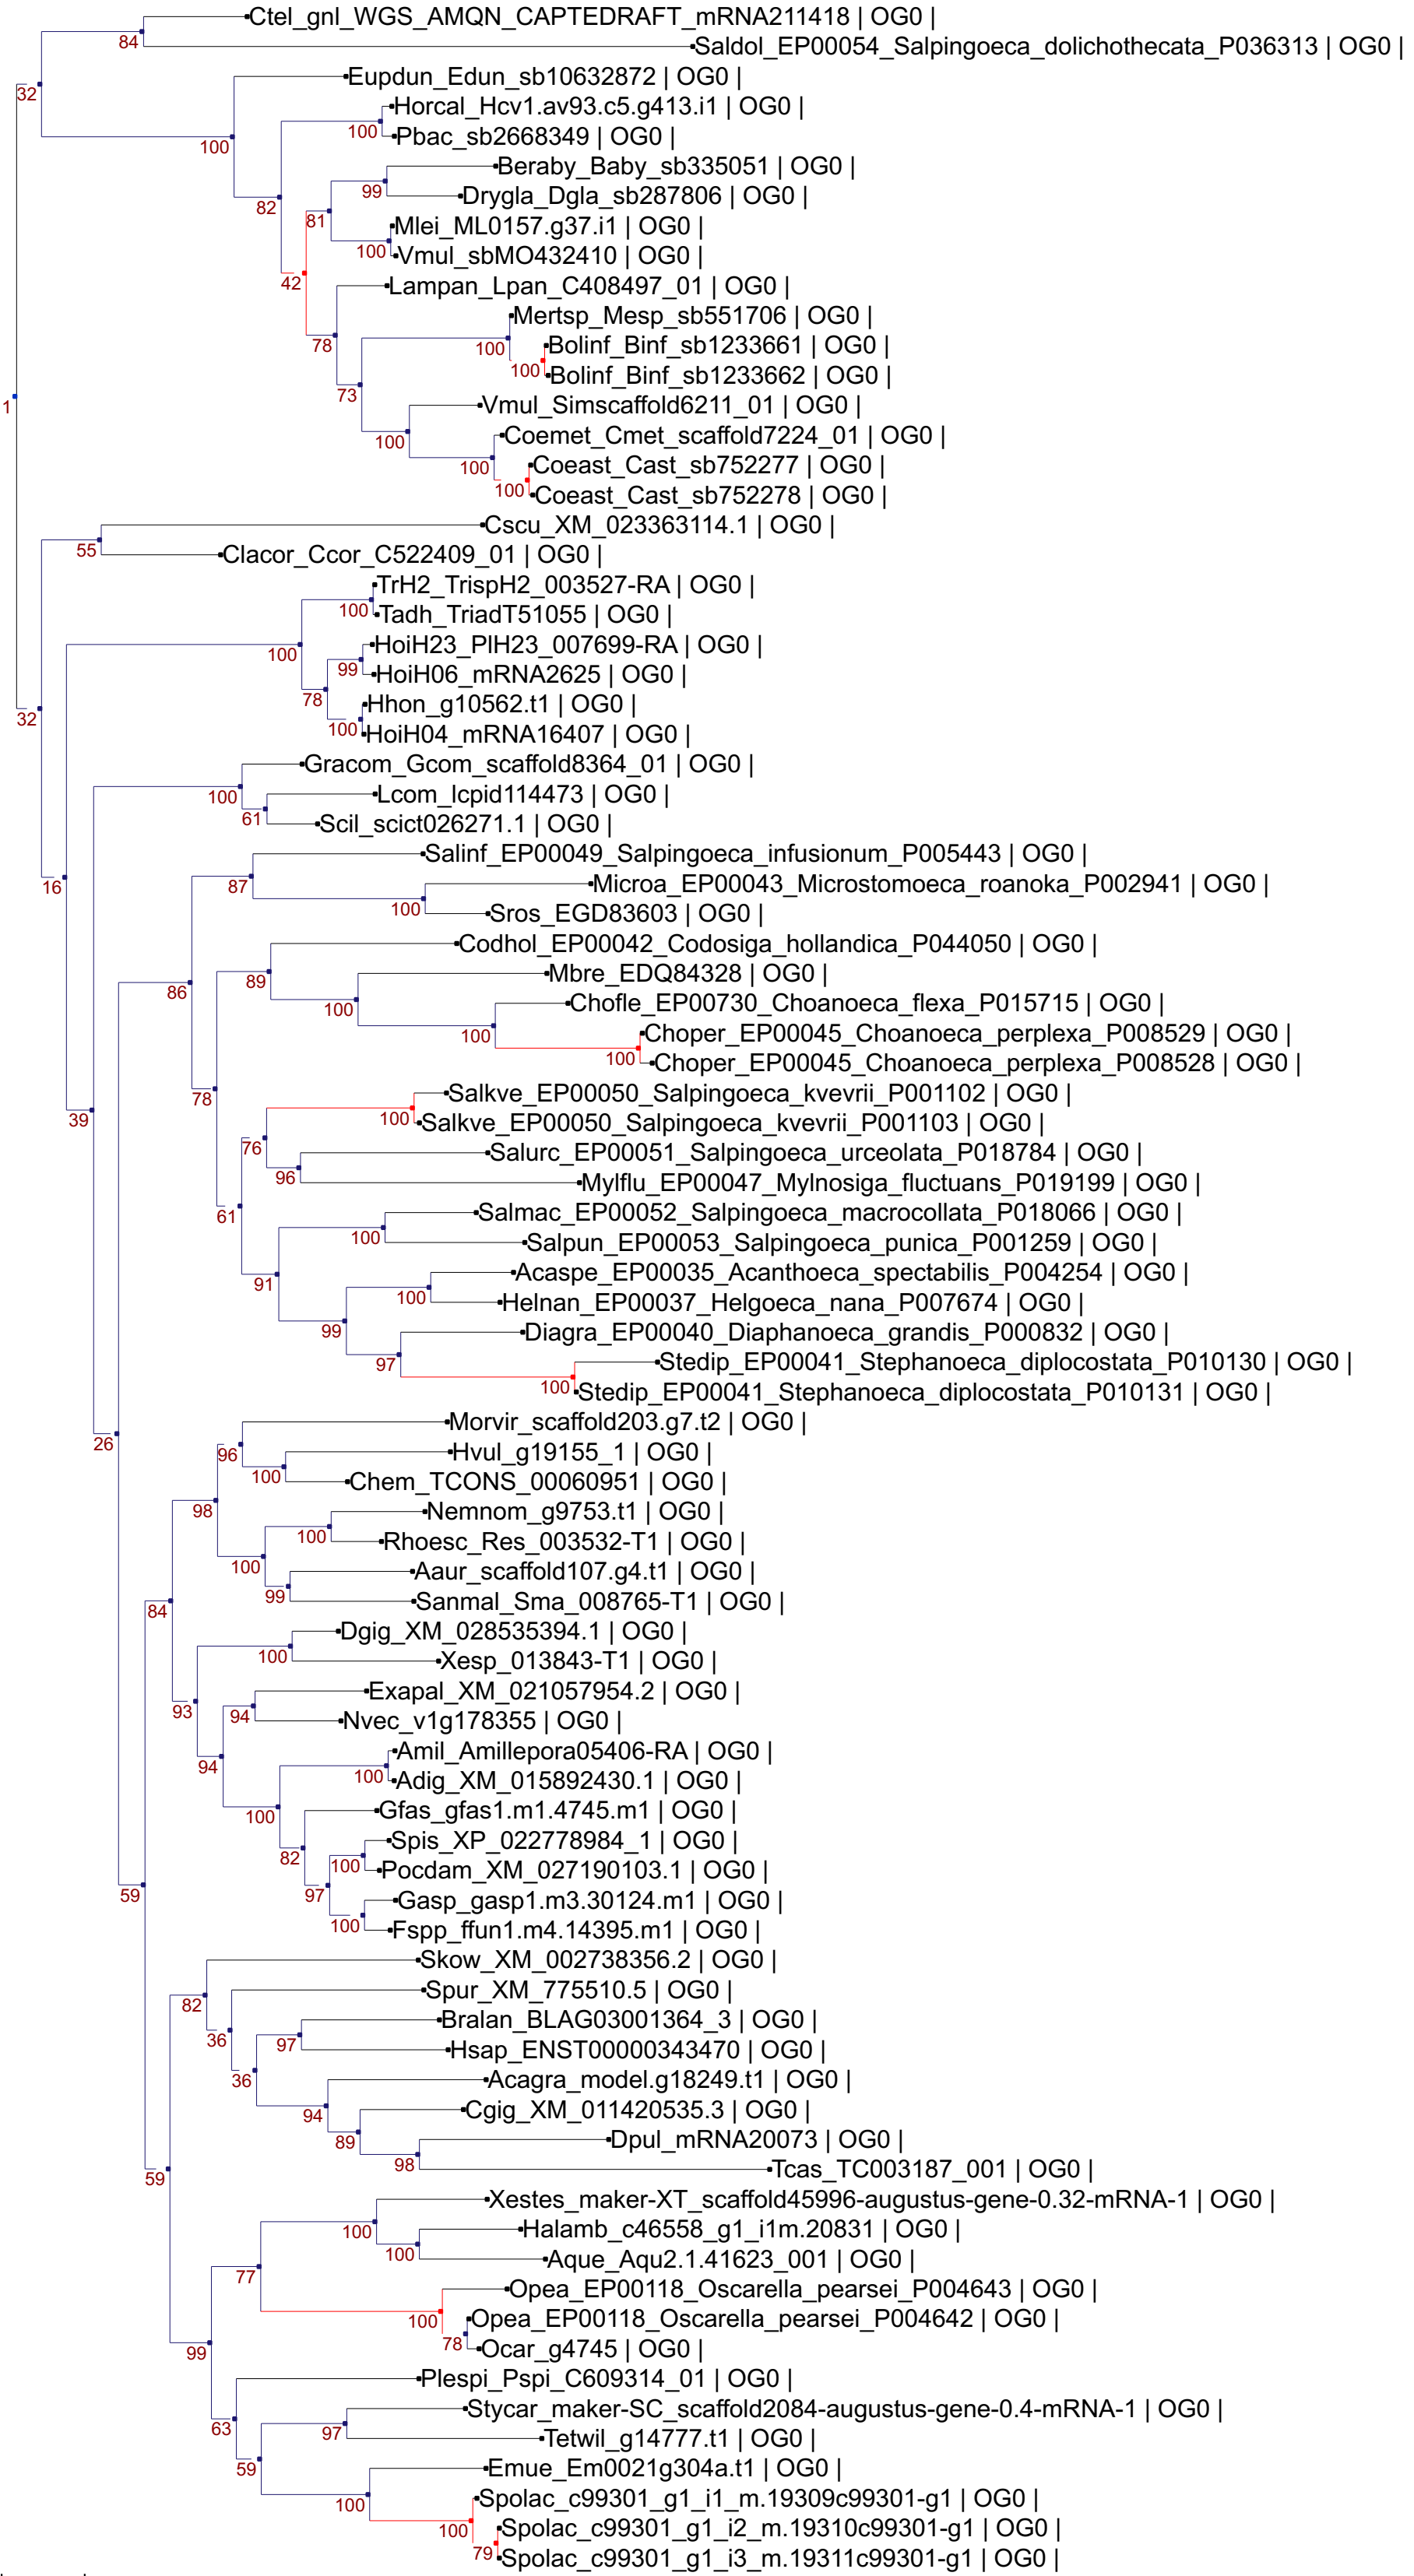 Ctel_gnl_WGS_AMQN_CAPTEDRAFT_mRNA211418 | OG0 |
84
Saldol_EP00054_Salpingoeca_dolichothecata_P036313 | OG0 |
32
Eupdun_Edun_sb10632872 | OG0 |
Horcal_Hcv1.av93.c5.g413.i1 | OG0 |
100
Pbac_sb2668349 | OG0 |
100
Beraby_Baby_sb335051 | OG0 |
99
Drygla_Dgla_sb287806 | OG0 |
82
81
Mlei_ML0157.g37.i1 | OG0 |
100
Vmul_sbMO432410 | OG0 |
42
Lampan_Lpan_C408497_01 | OG0 |
Mertsp_Mesp_sb551706 | OG0 |
78
100
Bolinf_Binf_sb1233661 | OG0 |
100
Bolinf_Binf_sb1233662 | OG0 |
73
1
Vmul_Simscaffold6211_01 | OG0 |
100
Coemet_Cmet_scaffold7224_01 | OG0 |
100
Coeast_Cast_sb752277 | OG0 |
100
Coeast_Cast_sb752278 | OG0 |
Cscu_XM_023363114.1 | OG0 |
55
Clacor_Ccor_C522409_01 | OG0 |
TrH2_TrispH2_003527-RA | OG0 |
100
Tadh_TriadT51055 | OG0 |
100
HoiH23_PlH23_007699-RA | OG0 |
99
HoiH06_mRNA2625 | OG0 |
78
Hhon_g10562.t1 | OG0 |
32
100
HoiH04_mRNA16407 | OG0 |
Gracom_Gcom_scaffold8364_01 | OG0 |
100
Lcom_lcpid114473 | OG0 |
61
Scil_scict026271.1 | OG0 |
Salinf_EP00049_Salpingoeca_infusionum_P005443 | OG0 |
16
87
Microa_EP00043_Microstomoeca_roanoka_P002941 | OG0 |
100
Sros_EGD83603 | OG0 |
Codhol_EP00042_Codosiga_hollandica_P044050 | OG0 |
86
89
Mbre_EDQ84328 | OG0 |
100
Chofle_EP00730_Choanoeca_flexa_P015715 | OG0 |
100
Choper_EP00045_Choanoeca_perplexa_P008529 | OG0 |
100
Choper_EP00045_Choanoeca_perplexa_P008528 | OG0 |
78
Salkve_EP00050_Salpingoeca_kvevrii_P001102 | OG0 |
39
100
Salkve_EP00050_Salpingoeca_kvevrii_P001103 | OG0 |
76
Salurc_EP00051_Salpingoeca_urceolata_P018784 | OG0 |
96
Mylflu_EP00047_Mylnosiga_fluctuans_P019199 | OG0 |
61
Salmac_EP00052_Salpingoeca_macrocollata_P018066 | OG0 |
100
Salpun_EP00053_Salpingoeca_punica_P001259 | OG0 |
91
Acaspe_EP00035_Acanthoeca_spectabilis_P004254 | OG0 |
100
Helnan_EP00037_Helgoeca_nana_P007674 | OG0 |
99
Diagra_EP00040_Diaphanoeca_grandis_P000832 | OG0 |
97
Stedip_EP00041_Stephanoeca_diplocostata_P010130 | OG0 |
100
Stedip_EP00041_Stephanoeca_diplocostata_P010131 | OG0 |
26
Morvir_scaffold203.g7.t2 | OG0 |
96
Hvul_g19155_1 | OG0 |
100
Chem_TCONS_00060951 | OG0 |
98
Nemnom_g9753.t1 | OG0 |
100
Rhoesc_Res_003532-T1 | OG0 |
100
Aaur_scaffold107.g4.t1 | OG0 |
99
Sanmal_Sma_008765-T1 | OG0 |
84
Dgig_XM_028535394.1 | OG0 |
100
Xesp_013843-T1 | OG0 |
93
Exapal_XM_021057954.2 | OG0 |
94
Nvec_v1g178355 | OG0 |
94
Amil_Amillepora05406-RA | OG0 |
100
Adig_XM_015892430.1 | OG0 |
100
Gfas_gfas1.m1.4745.m1 | OG0 |
82
Spis_XP_022778984_1 | OG0 |
100
Pocdam_XM_027190103.1 | OG0 |
59
97
Gasp_gasp1.m3.30124.m1 | OG0 |
100
Fspp_ffun1.m4.14395.m1 | OG0 |
Skow_XM_002738356.2 | OG0 |
82
Spur_XM_775510.5 | OG0 |
36
Bralan_BLAG03001364_3 | OG0 |
97
Hsap_ENST00000343470 | OG0 |
36
Acagra_model.g18249.t1 | OG0 |
94
Cgig_XM_011420535.3 | OG0 |
89
Dpul_mRNA20073 | OG0 |
98
Tcas_TC003187_001 | OG0 |
59
Xestes_maker-XT_scaffold45996-augustus-gene-0.32-mRNA-1 | OG0 |
100
Halamb_c46558_g1_i1m.20831 | OG0 |
100
Aque_Aqu2.1.41623_001 | OG0 |
77
Opea_EP00118_Oscarella_pearsei_P004643 | OG0 |
100
Opea_EP00118_Oscarella_pearsei_P004642 | OG0 |
78
Ocar_g4745 | OG0 |
99
Plespi_Pspi_C609314_01 | OG0 |
Stycar_maker-SC_scaffold2084-augustus-gene-0.4-mRNA-1 | OG0 |
63
97
Tetwil_g14777.t1 | OG0 |
59
Emue_Em0021g304a.t1 | OG0 |
100
Spolac_c99301_g1_i1_m.19309c99301-g1 | OG0 |
100
Spolac_c99301_g1_i2_m.19310c99301-g1 | OG0 |
79
Spolac_c99301_g1_i3_m.19311c99301-g1 | OG0 |